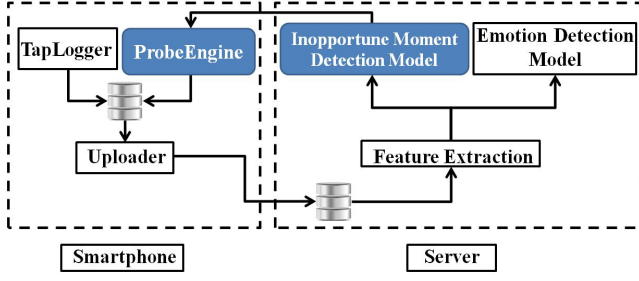 TapLogger
ProbeEngine
Inopportune Moment
Detection Model
Emotion Detection
Model
Uploader
Feature Extraction
Smartphone
Server